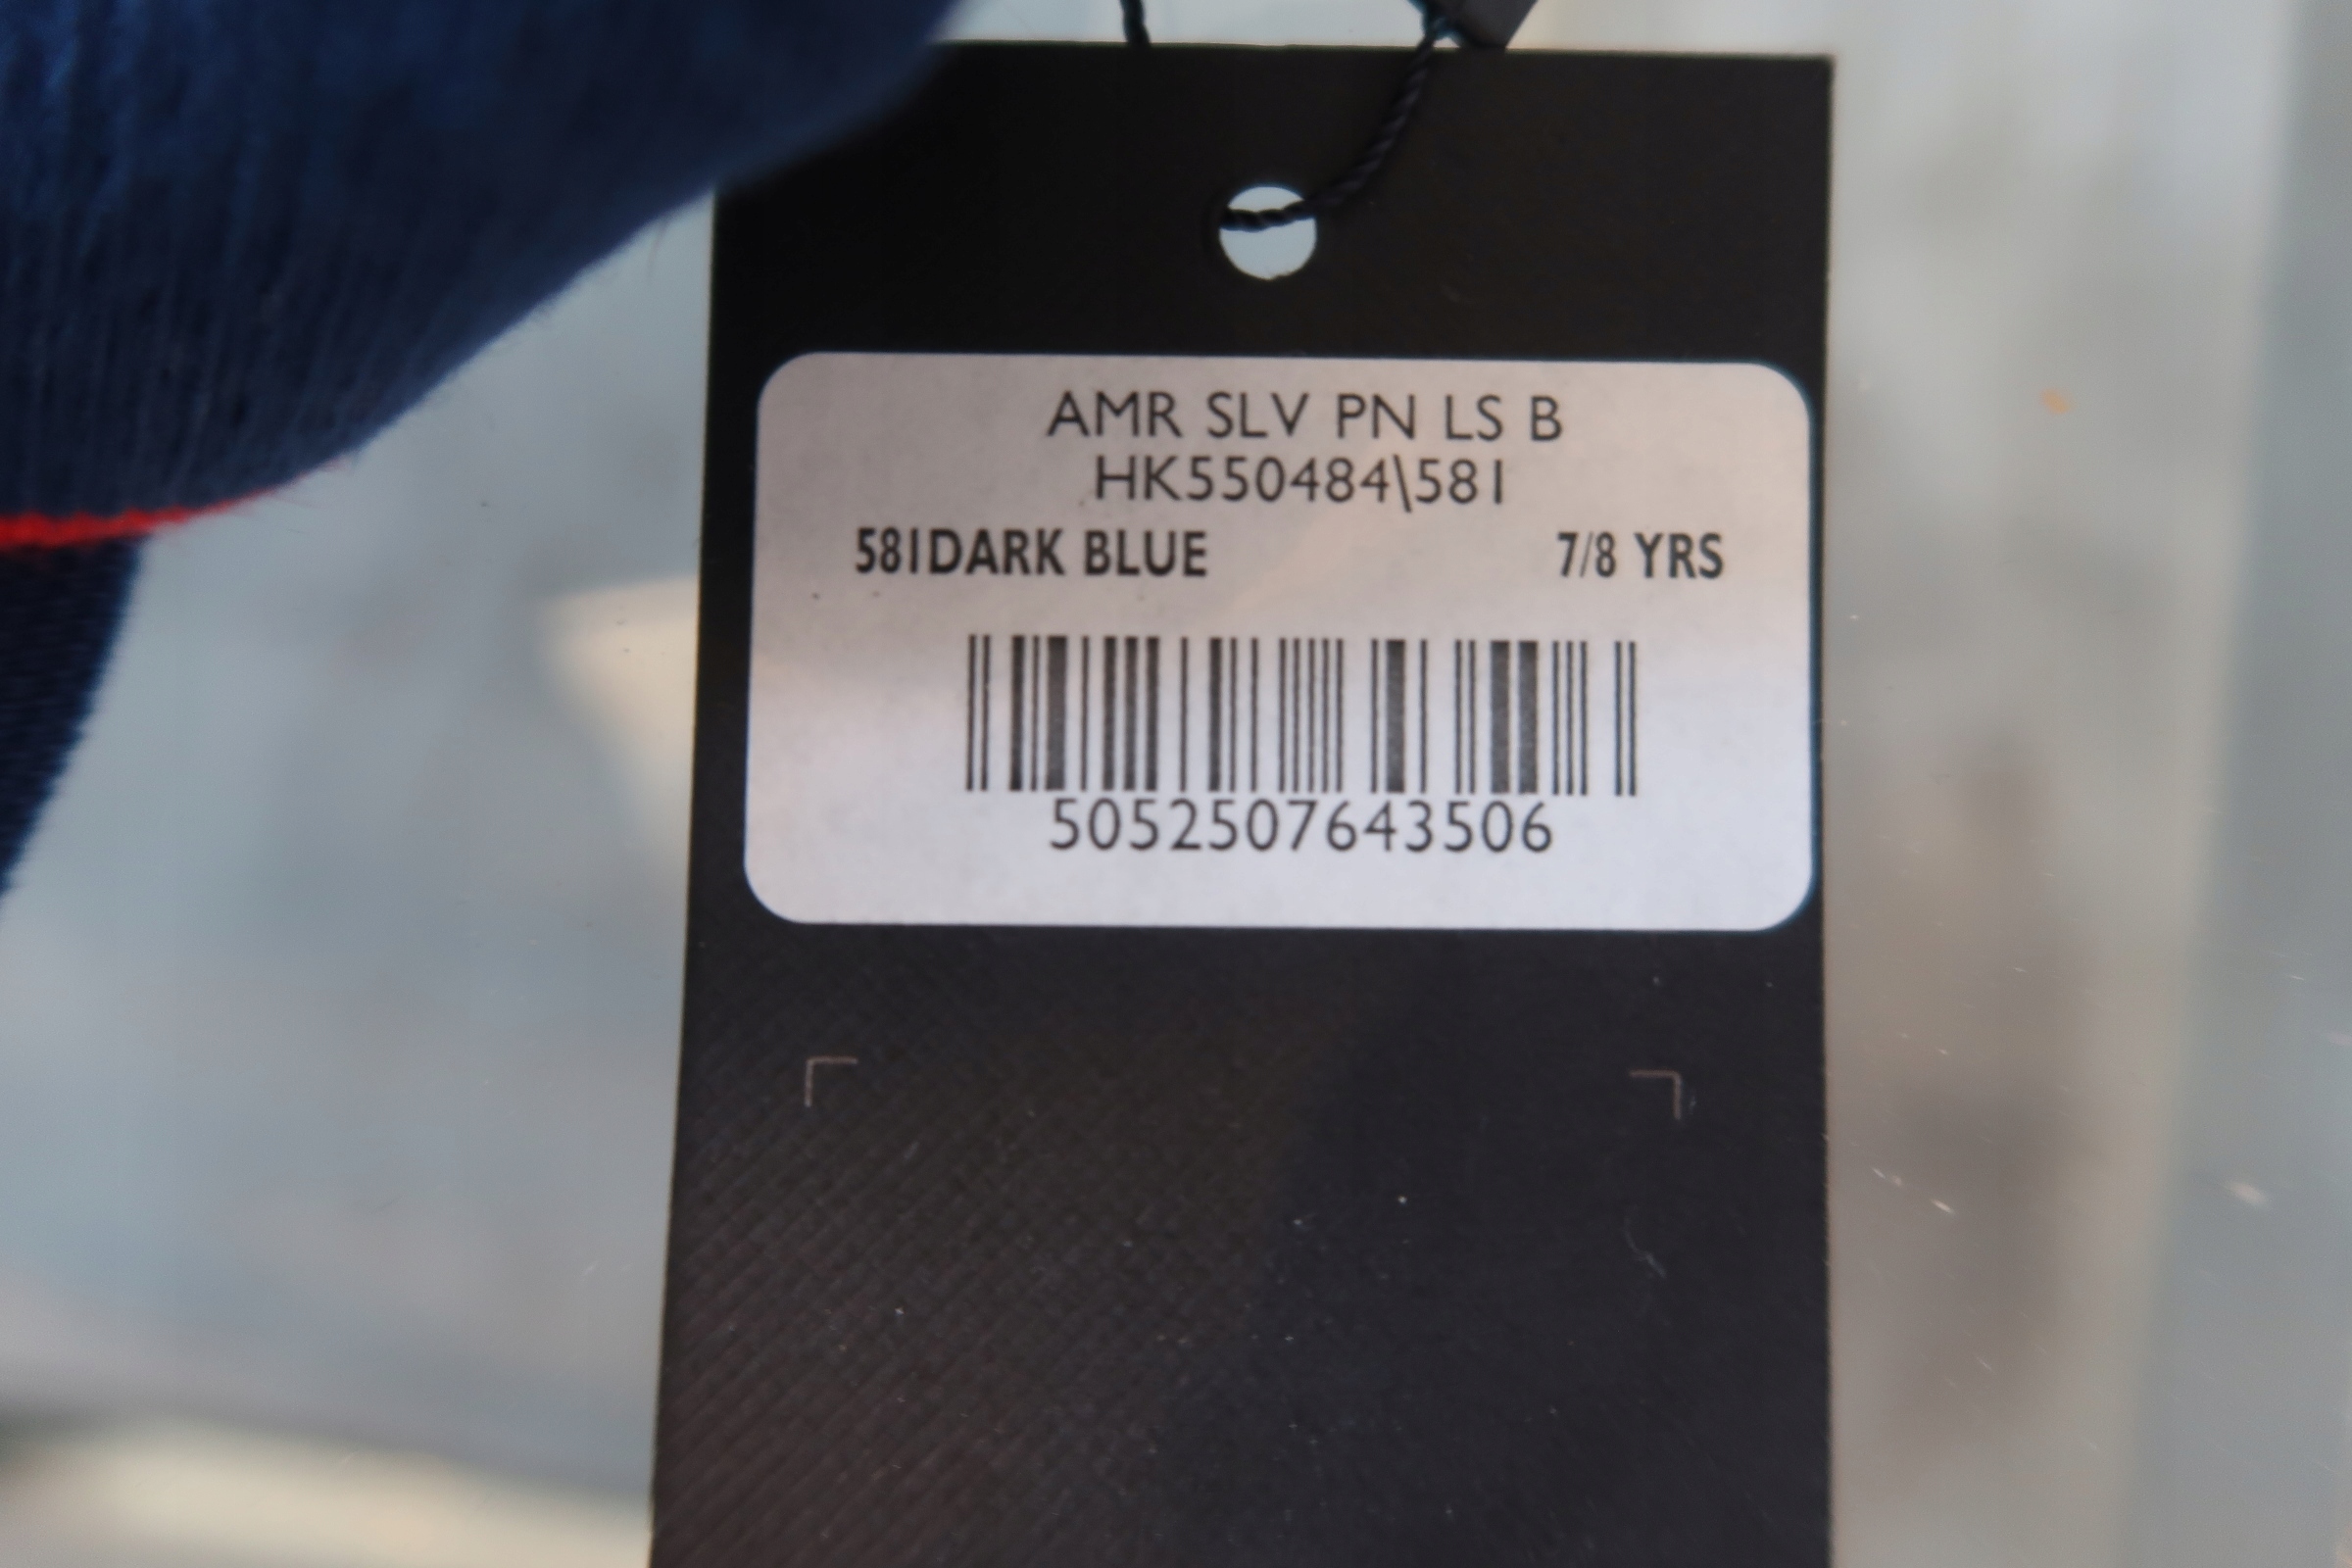 AMR SLV PN LS B
HK550484\581
581DARK BLUE 7/8 YRS
5052507643506